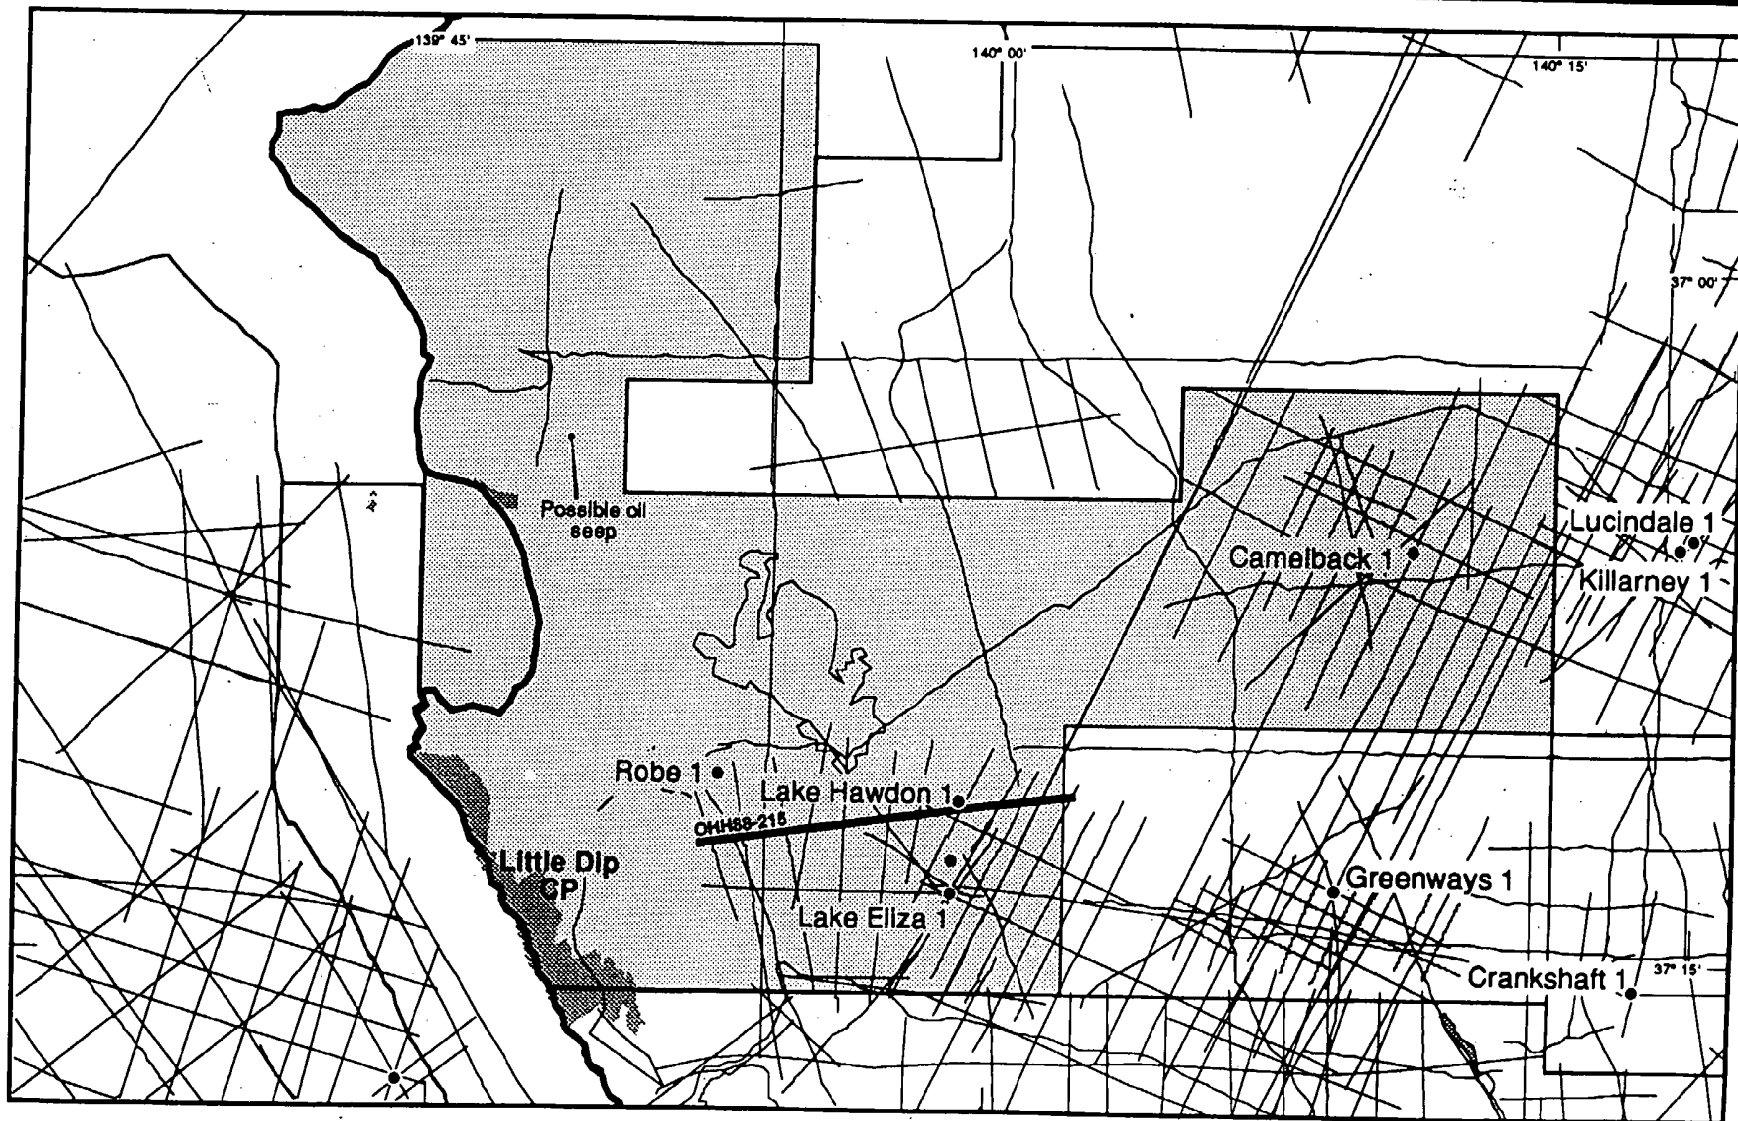 139° 45'
140° 00'
140° 15'
37° 00'
Possible oil
seep
Lucindale 1
Camelback 1
Killarney 1
Robe 1
Lake Hawdon 1
OHH88-215
Little Dip
CP
Greenways 1
Lake Eliza 1
Crankshaft 1
37° 15'